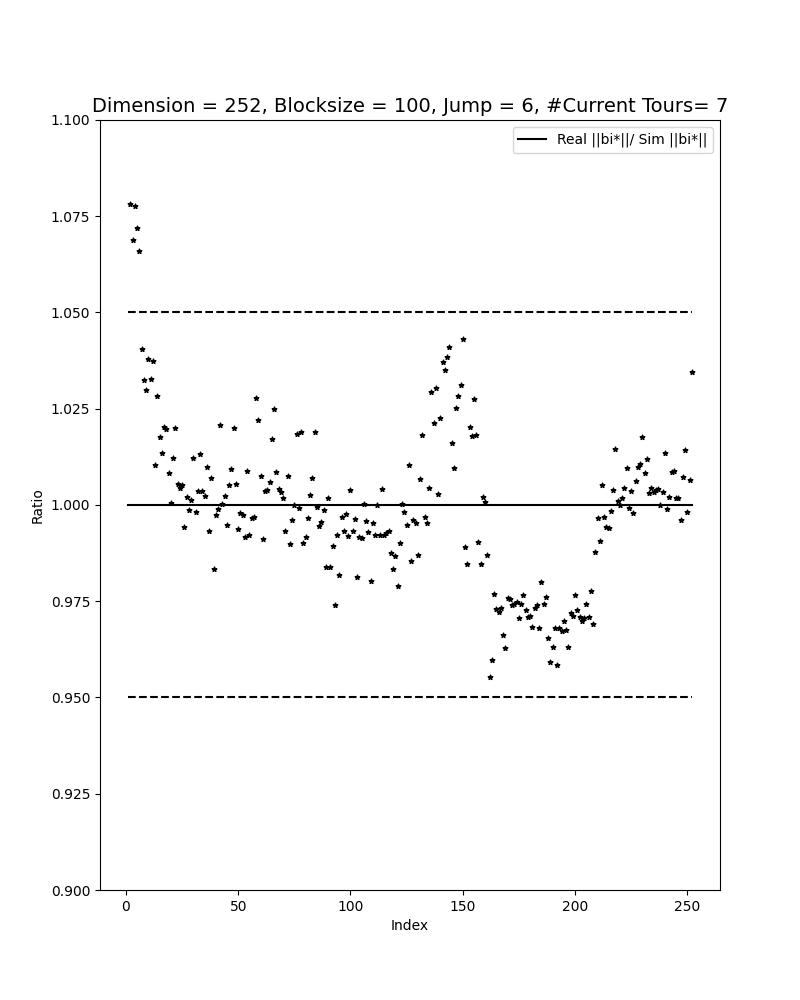 Dimension = 252, Blocksize = 100, Jump = 6, #Current Tours= 7
Real ||bi*||/ Sim ||bi*||
1.100
1.075
1.050
1.025
1.000
0.975
0.950
0.925
0.900
Ratio
0 50 100 150 200 250
Index